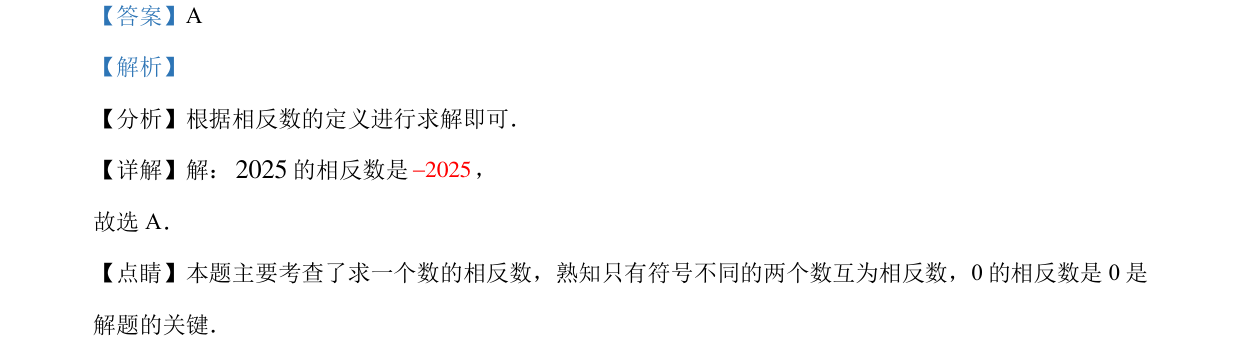 【答案】A
【解析】
【分析】根据相反数的定义进行求解即可．
【详解】解：2025的相反数是−2025，
故选 A．
【点睛】本题主要考查了求一个数的相反数，熟知只有符号不同的两个数互为相反数，0 的相反数是 0 是
解题的关键．